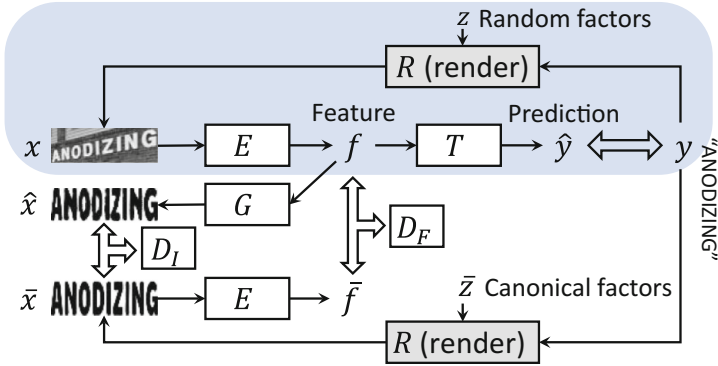 z Random factors
R (render)
Feature
Prediction
x ANODIZING E f T ŷ y
"ANODIZING"
x̂ ANODIZING G
D_I D_F
x̄ ANODIZING E f̄
z̄ Canonical factors
R (render)